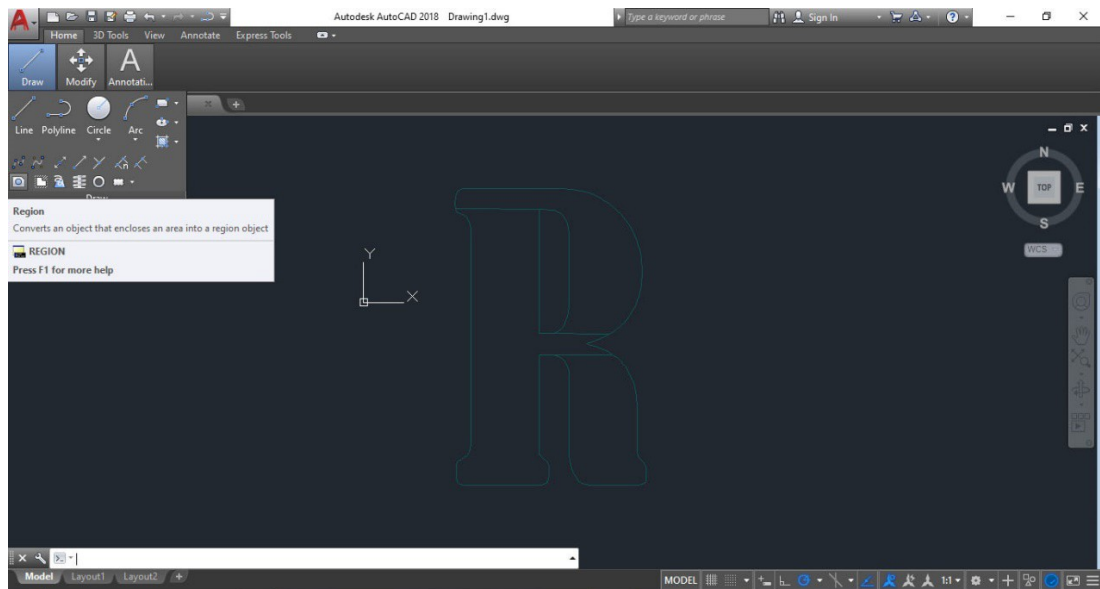 Autodesk AutoCAD 2018 Drawing1.dwg
Type a keyword or phrase
Sign In
Home 3D Tools View Annotate Express Tools
Draw Modify Annotati...
Line Polyline Circle Arc
Draw
Region
Converts an object that encloses an area into a region object
REGION
Press F1 for more help
Y
X
N
W TOP E
S
WCS
R
Model Layout1 Layout2 +
MODEL 1:1